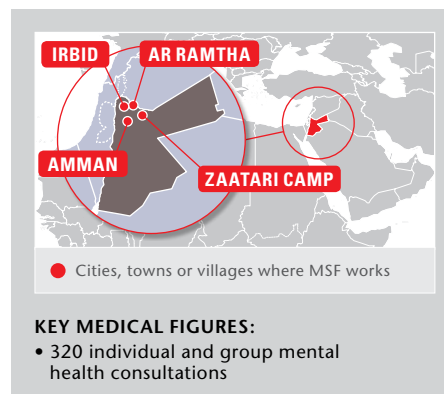 IRBID
AR RAMTHA
AMMAN
ZAATARI CAMP
Cities, towns or villages where MSF works
KEY MEDICAL FIGURES:
• 320 individual and group mental
health consultations